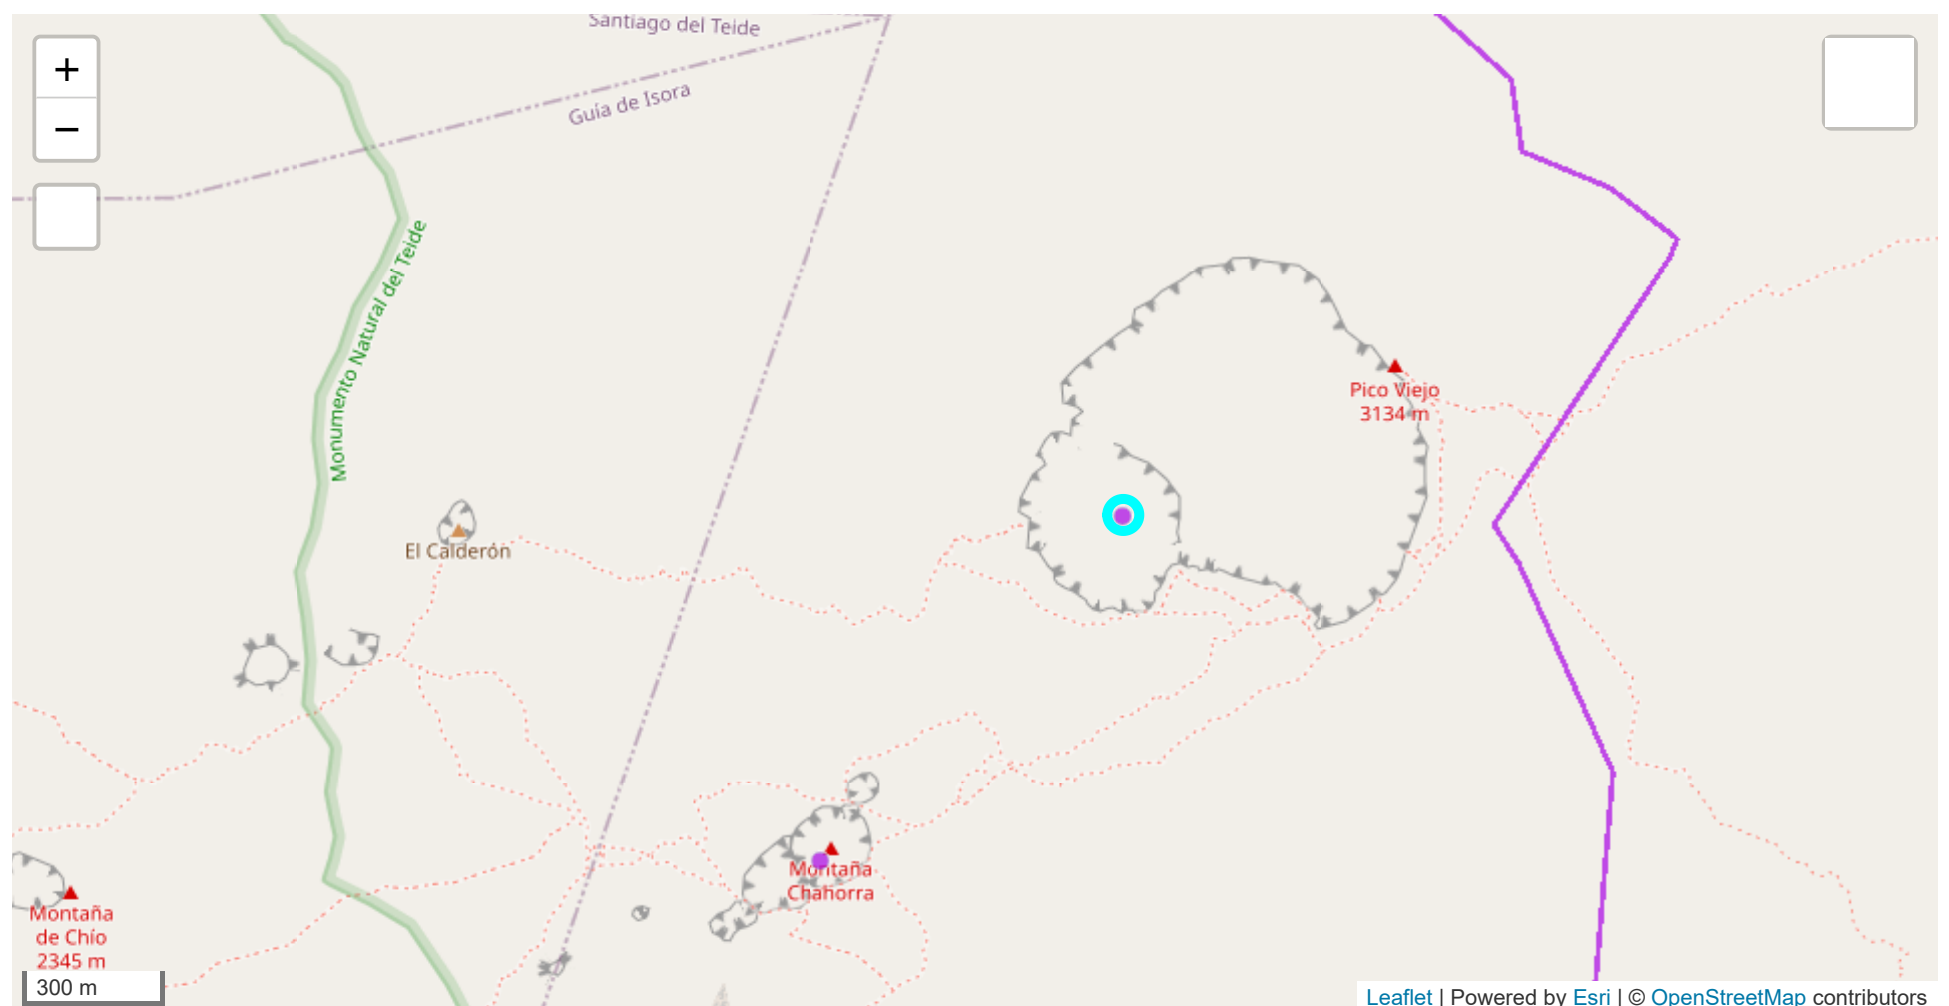 Santiago del Teide
+
Guía de Isora
−
Monumento Natural del Teide
Pico Viejo
3134 m
El Calderón
Montaña
Chahorra
Montaña
de Chío
2345 m
300 m
Leaflet | Powered by Esri | © OpenStreetMap contributors